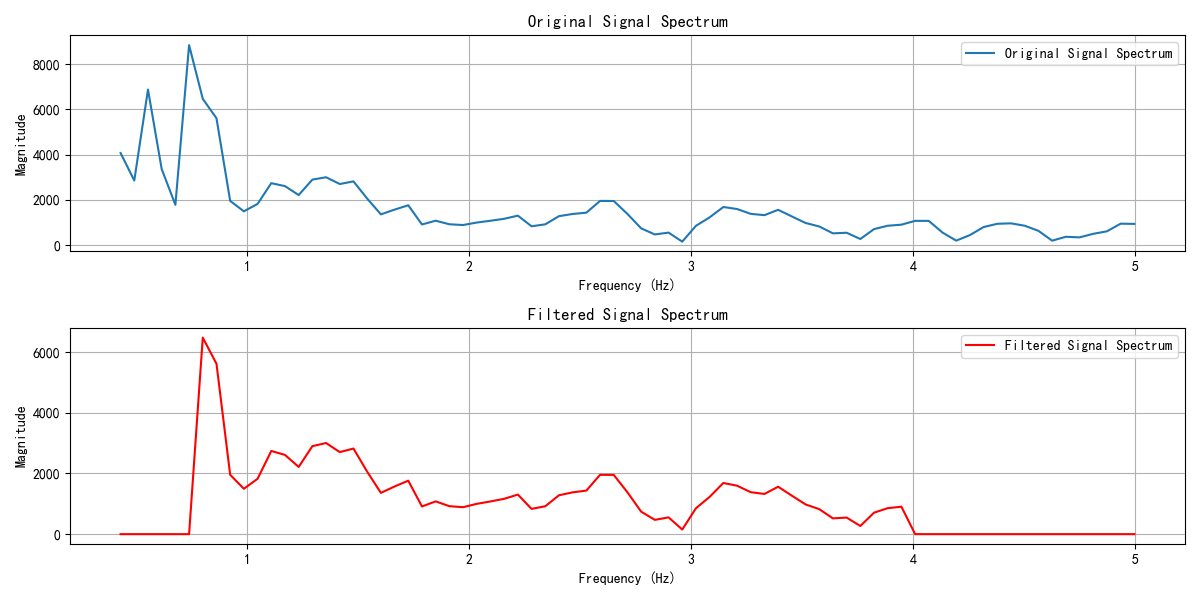 Original Signal Spectrum
Original Signal Spectrum
8000
6000
4000
2000
0
Magnitude
1 2 3 4 5
Frequency (Hz)
Filtered Signal Spectrum
Filtered Signal Spectrum
6000
4000
2000
0
Magnitude
1 2 3 4 5
Frequency (Hz)